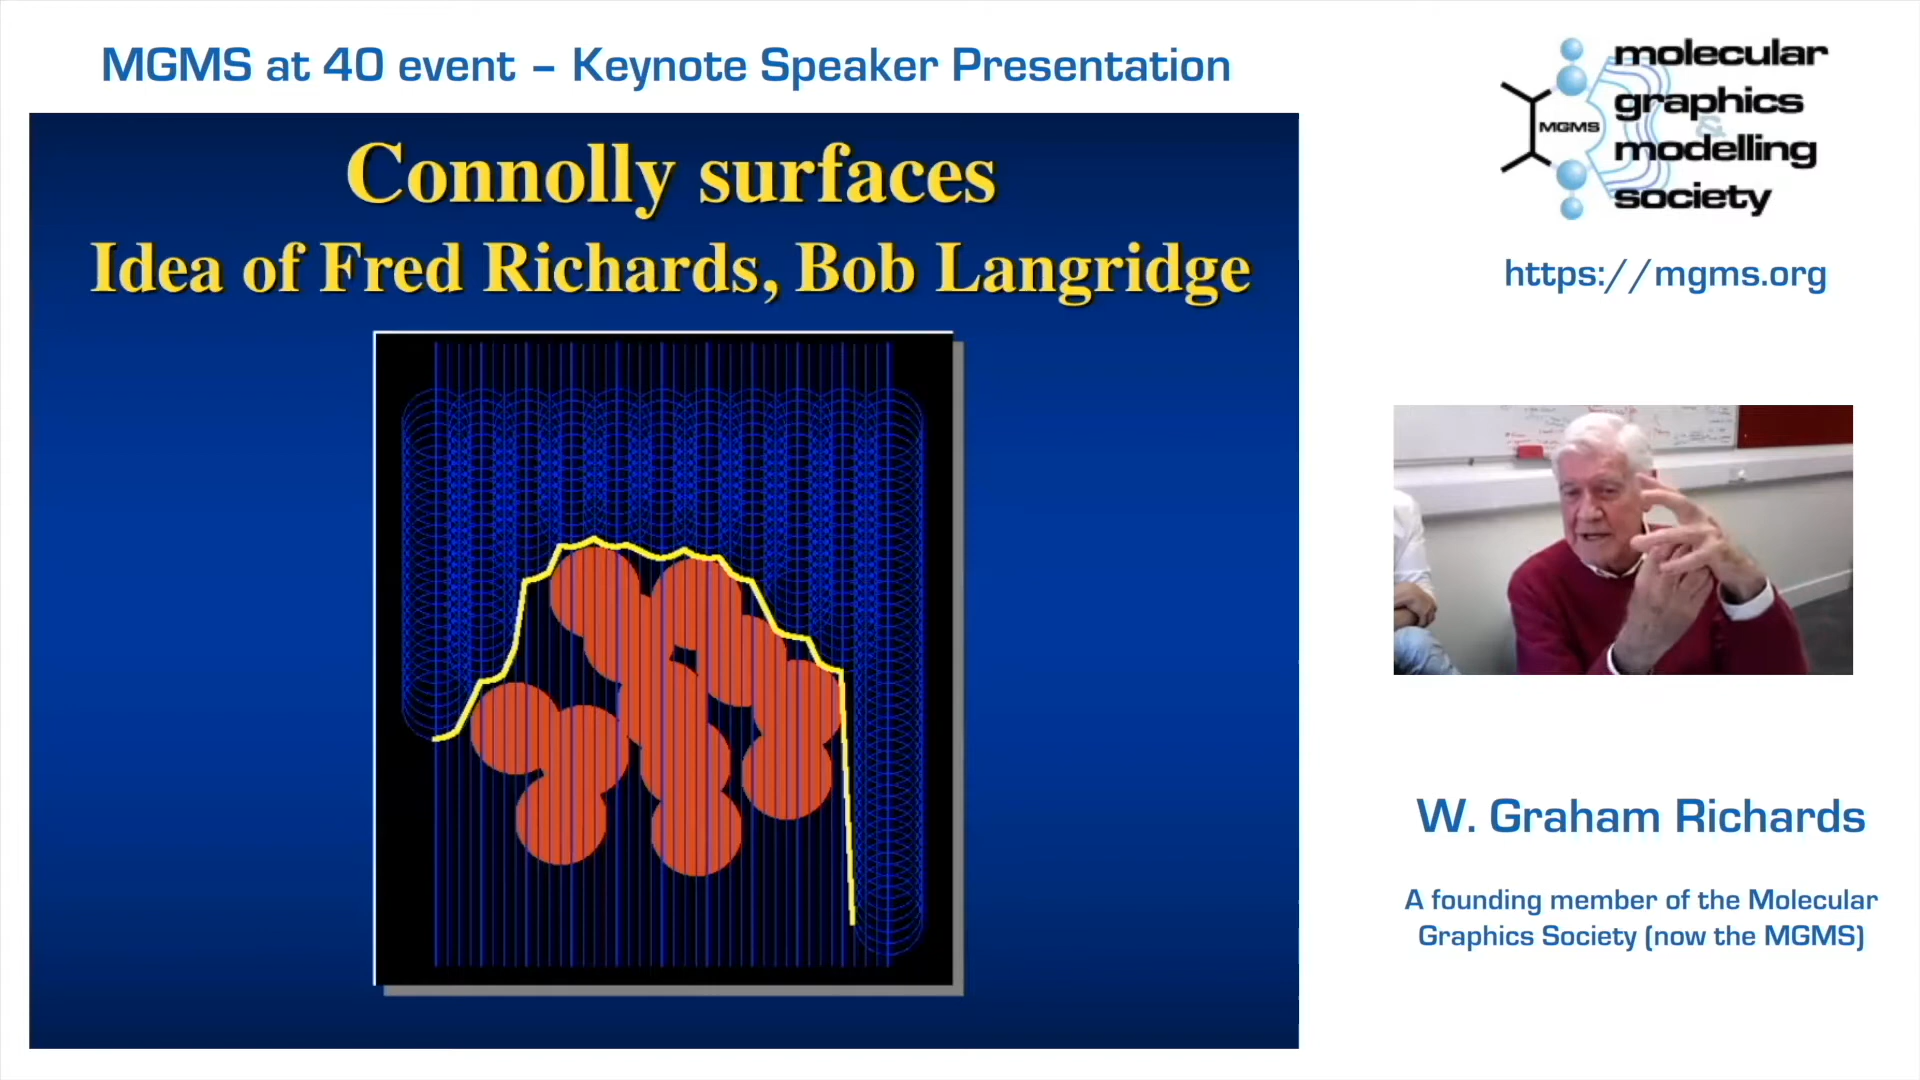 MGMS at 40 event – Keynote Speaker Presentation
Connolly surfaces
Idea of Fred Richards, Bob Langridge
MGMS
molecular
graphics
&
modelling
society
https://mgms.org
W. Graham Richards
A founding member of the Molecular
Graphics Society (now the MGMS)